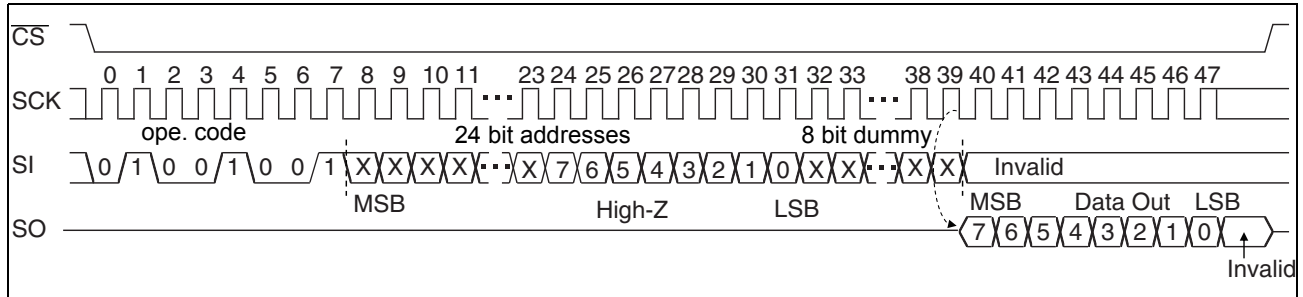 CS
0 1 2 3 4 5 6 7 8 9 10 11 23 24 25 26 27 28 29 30 31 32 33 38 39 40 41 42 43 44 45 46 47
SCK
ope. code 24 bit addresses 8 bit dummy
SI 0 1 0 0 1 0 0 1 X X X X X 7 6 5 4 3 2 1 0 X X X X Invalid
MSB High-Z LSB MSB Data Out LSB
SO 7 6 5 4 3 2 1 0
Invalid